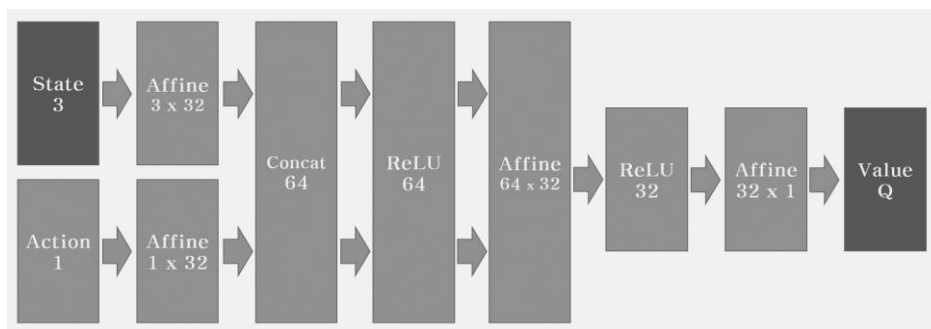 State
3
Affine
3 x 32
Action
1
Affine
1 x 32
Concat
64
ReLU
64
Affine
64 x 32
ReLU
32
Affine
32 x 1
Value
Q